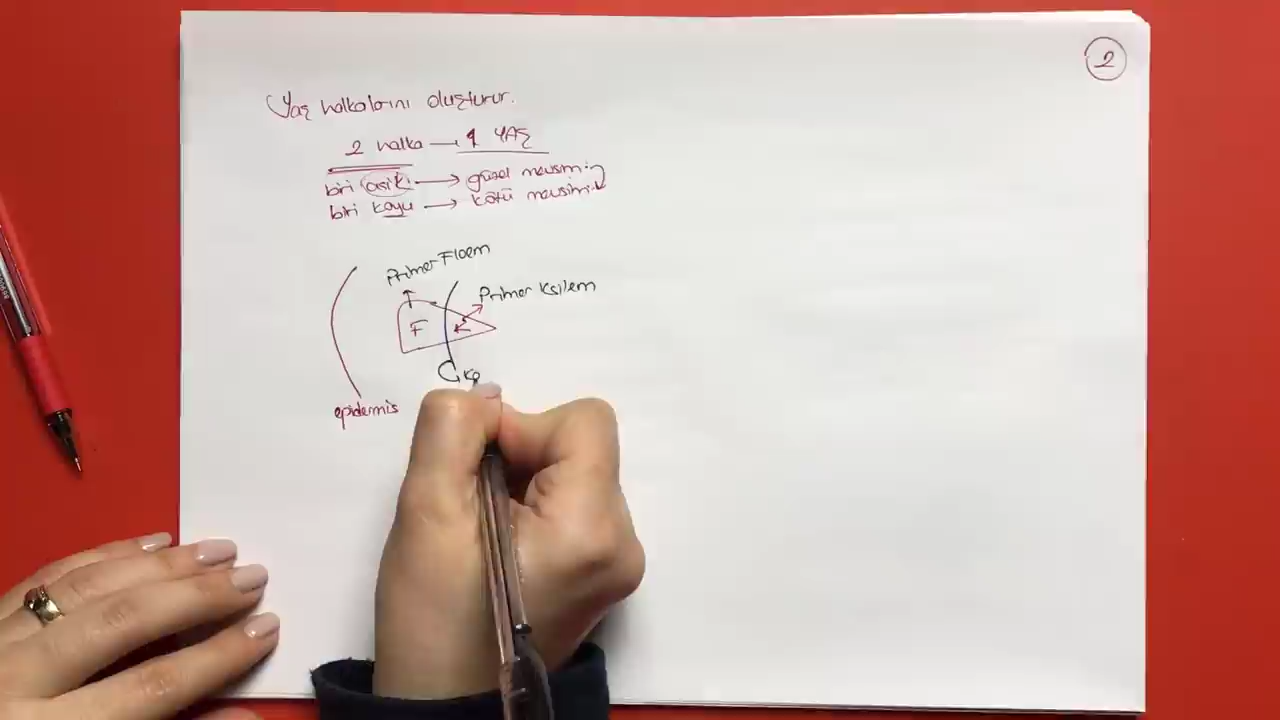 2
Yaş halkalarını oluşturur.
2 halka → 1 YAŞ
biri açık → güzel mevsim
biri koyu → kötü mevsim
Primer Floem
Primer Ksilem
F
epidermis